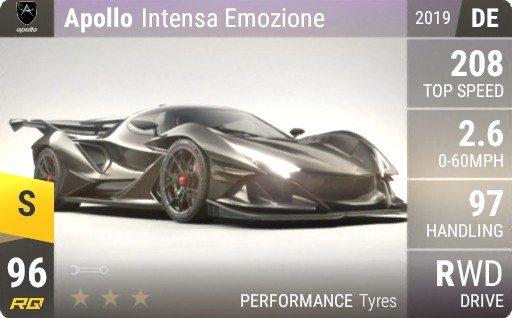 apollo
Apollo Intensa Emozione
2019 DE
208
TOP SPEED
2.6
0-60MPH
97
HANDLING
RWD
DRIVE
S
96
RQ
PERFORMANCE Tyres